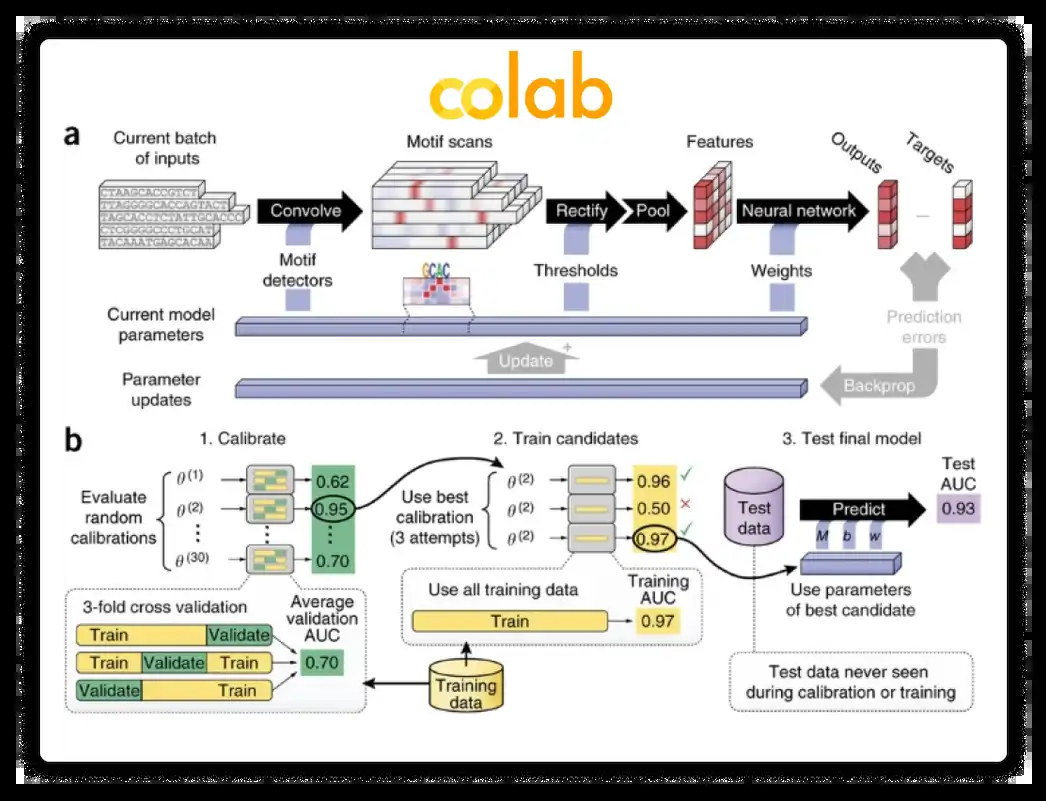 colab
a
Current batch
of inputs
Motif scans
Features
Outputs
Targets
CTAAGCACCGTCT
TTAGGGGCACCAGTACT
TAGCACCTCTATTGCACCC
CTCGGGGCCCTGCAT
TACAAATGAGCACAA
Convolve
Rectify
Pool
Neural network
–
Motif
detectors
GCAC
Thresholds
Weights
Current model
parameters
Prediction
errors
Update
+
Parameter
updates
Backprop
b
1. Calibrate
2. Train candidates
3. Test final model
Evaluate
random
calibrations
θ(1)
0.62
θ(2)
0.95
θ(30)
0.70
Use best
calibration
(3 attempts)
θ(2)
0.96
✓
θ(2)
0.50
×
θ(2)
0.97
✓
Test
data
Predict
M b w
Test
AUC
0.93
Use parameters
of best candidate
3-fold cross validation
Average
validation
AUC
Train Validate
Train Validate Train
0.70
Validate Train
Use all training data
Training
AUC
Train
0.97
Training
data
Test data never seen
during calibration or training